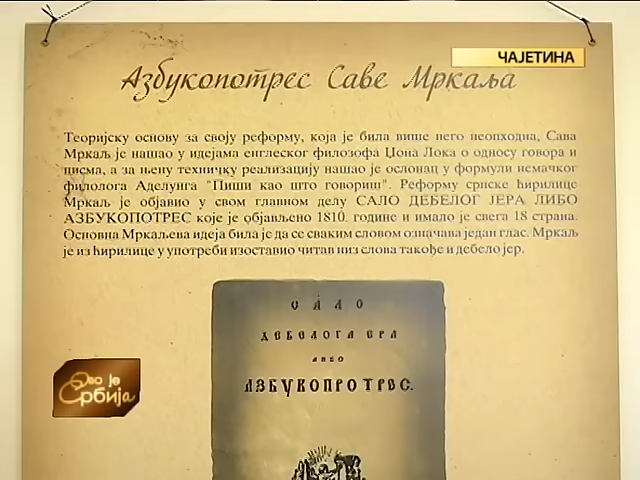 ЧАЈЕТИНА
Азбукопотрес Саве Мркаља
Теоријску основу за своју реформу, која је била више него неопходна, Сава
Мркаљ је нашао у идејама енглеског филозофа Џона Лока о односу говора и
писма, а за њену техничку реализацију нашао је ослонац у формули немачког
филолога Аделунга "Пиши као што говориш". Реформу српске ћирилице
Мркаљ је објавио у свом главном делу САЛО ДЕБЕЛОГ ЈЕРА ЛИБО
АЗБУКОПОТРЕС које је објављено 1810. године и имало је свега 18 страна.
Основна Мркаљева идеја била је да се сваким словом означава један глас. Мркаљ
је из ћирилице у употреби изоставио читав низ слова такође и дебело јер.
САЛО
ДЕБЕЛОГА ЕРА
ЛИБО
АЗБУКОПРОТРЕС.
Ово је
Србија